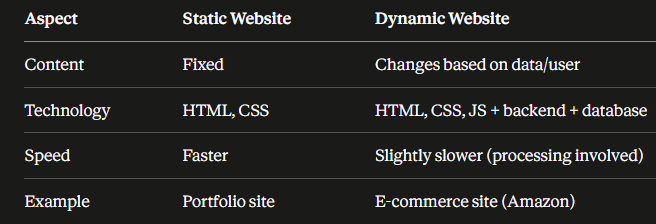 Aspect Static Website Dynamic Website
Content Fixed Changes based on data/user
Technology HTML, CSS HTML, CSS, JS + backend + database
Speed Faster Slightly slower (processing involved)
Example Portfolio site E-commerce site (Amazon)